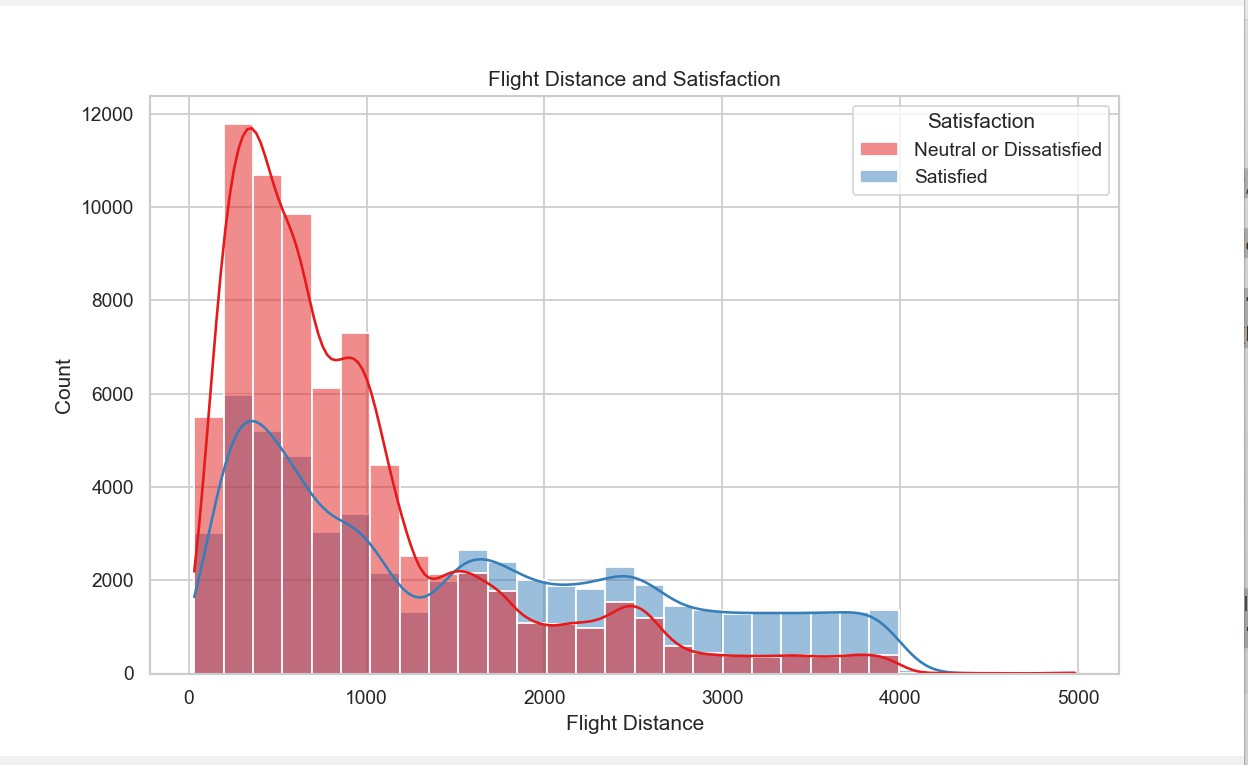 Flight Distance and Satisfaction
Satisfaction
Neutral or Dissatisfied
Satisfied
12000
10000
8000
6000
4000
2000
0
Count
0 1000 2000 3000 4000 5000
Flight Distance